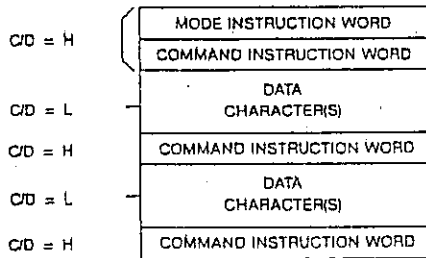 MODE INSTRUCTION WORD
C/D = H
COMMAND INSTRUCTION WORD
DATA
C/D = L
CHARACTER(S)
C/D = H
COMMAND INSTRUCTION WORD
DATA
C/D = L
CHARACTER(S)
C/D = H
COMMAND INSTRUCTION WORD